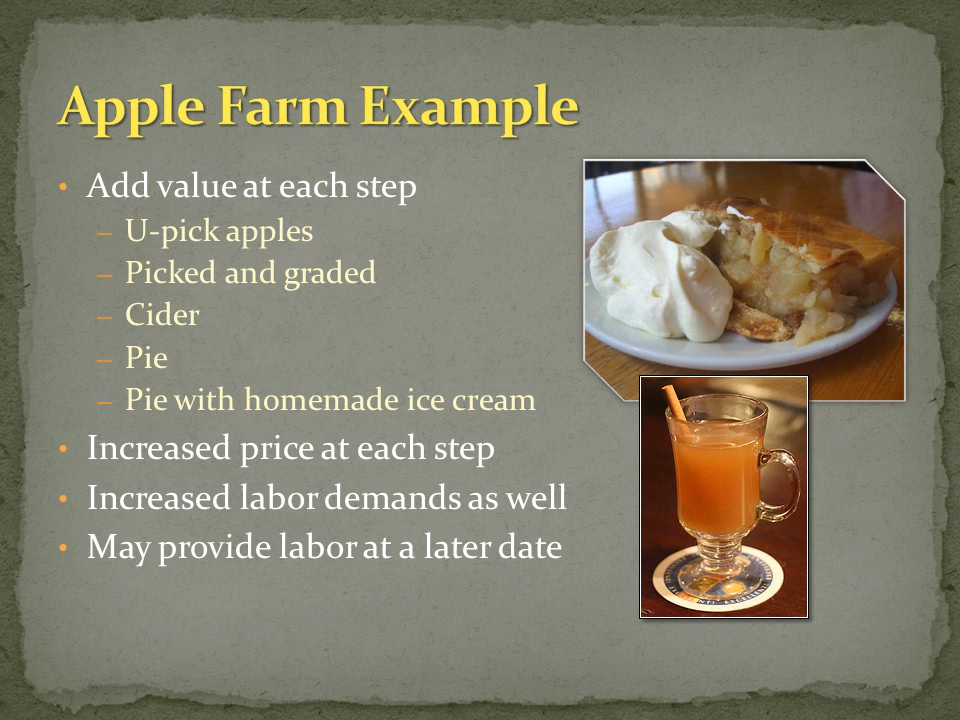 Apple Farm Example
• Add value at each step
– U-pick apples
– Picked and graded
– Cider
– Pie
– Pie with homemade ice cream
• Increased price at each step
• Increased labor demands as well
• May provide labor at a later date